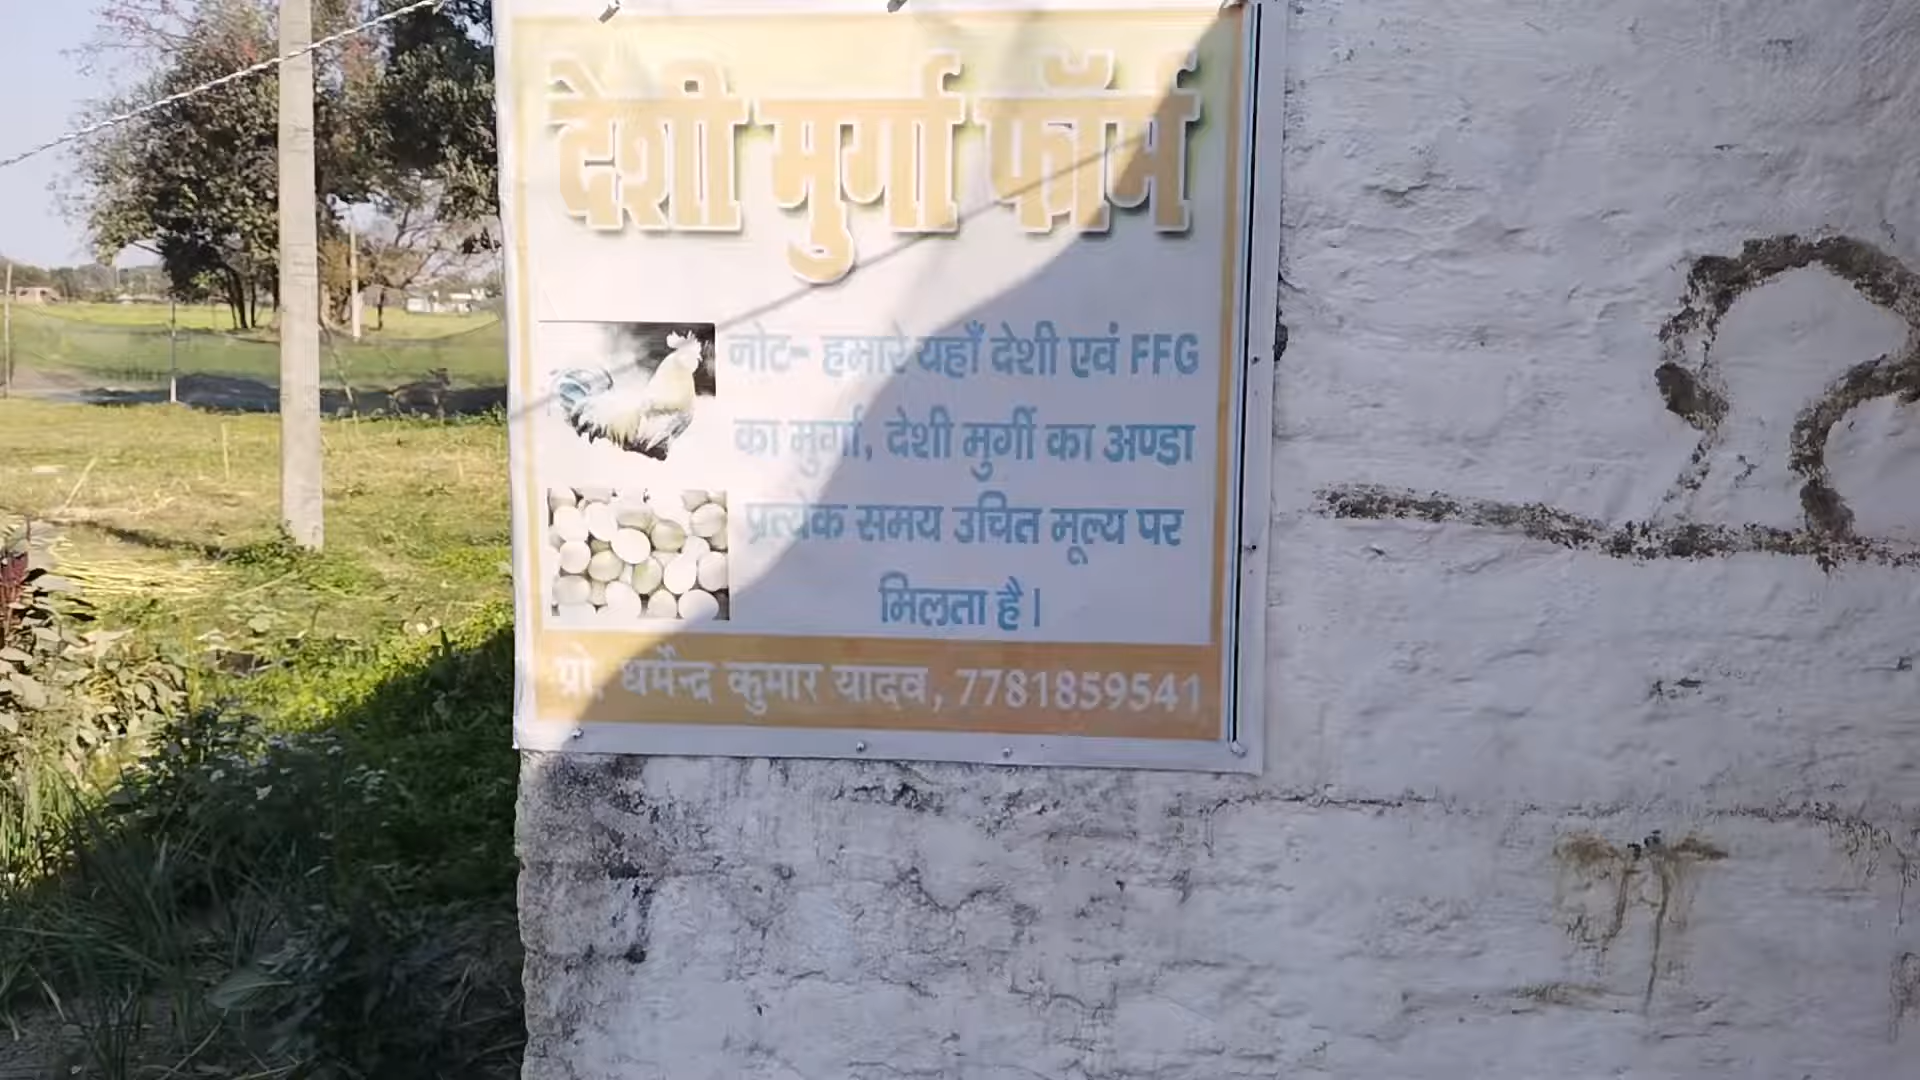 देशी मुर्गा फॉर्म
नोट- हमारे यहाँ देशी एवं FFG
का मुर्गा, देशी मुर्गी का अण्डा
प्रत्येक समय उचित मूल्य पर
मिलता है।
प्रो. धर्मेन्द्र कुमार यादव, 7781859541